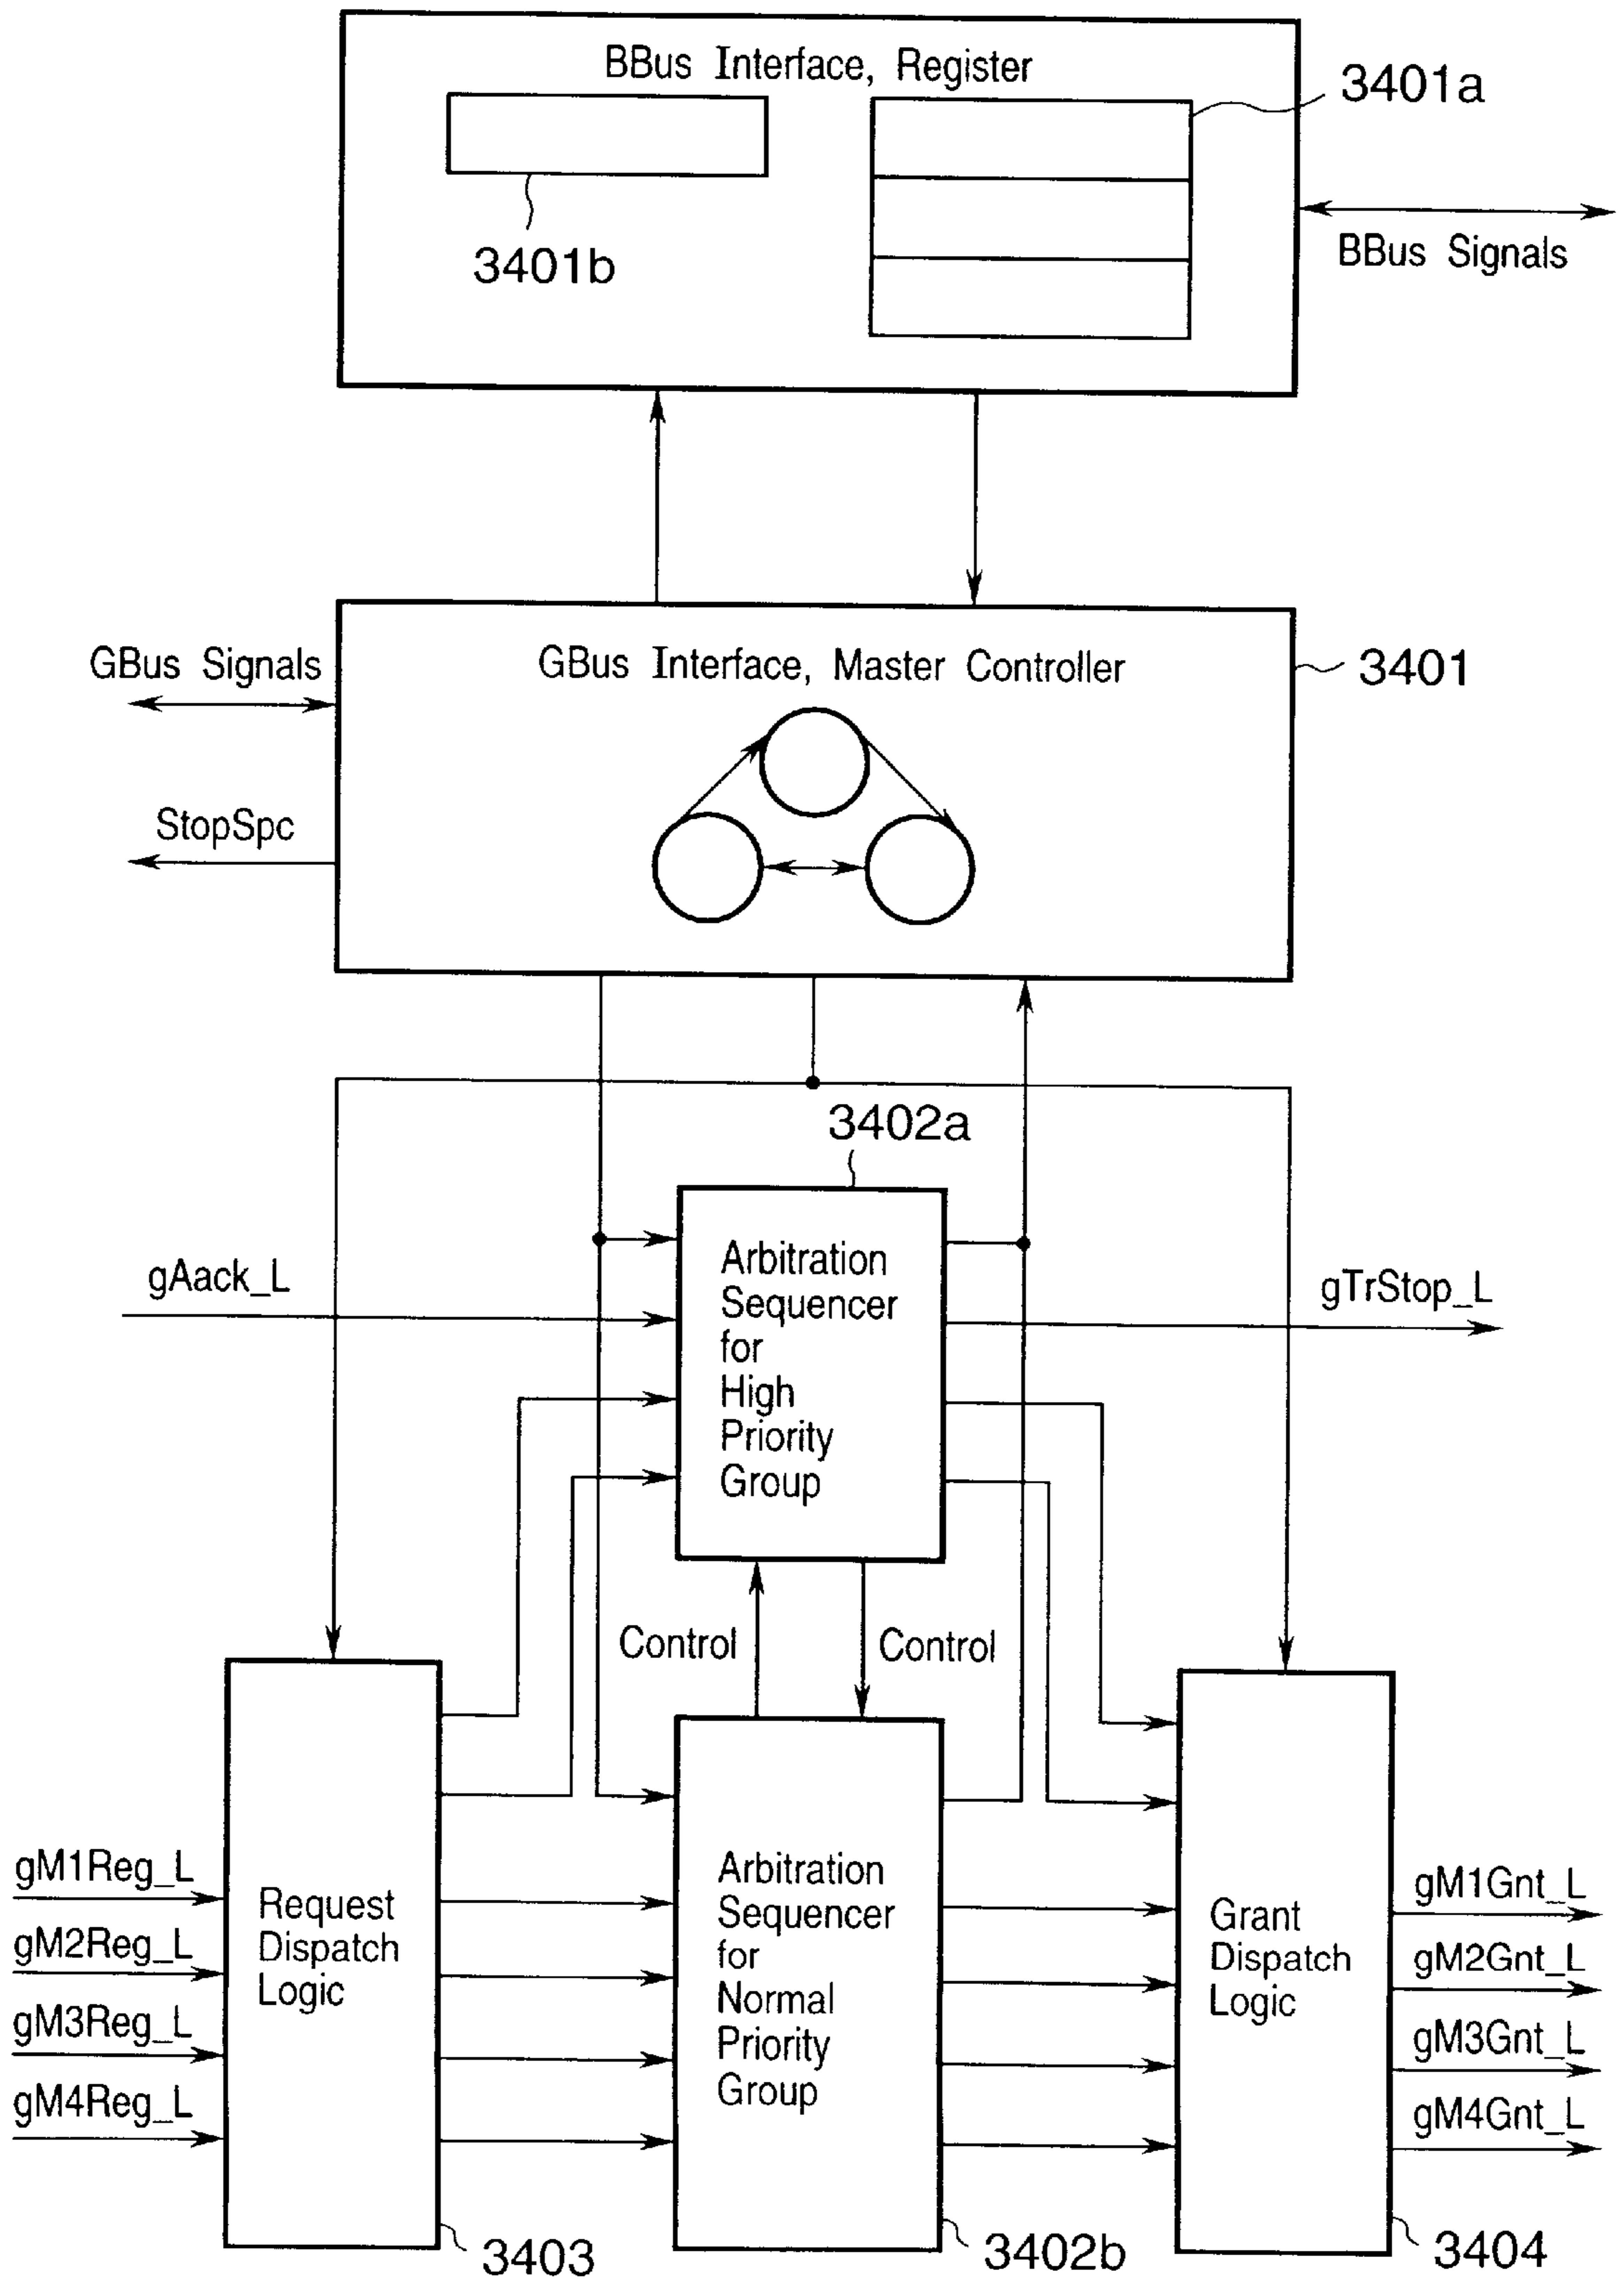 BBus Interface, Register
3401a
3401b
BBus Signals
GBus Signals
GBus Interface, Master Controller
3401
StopSpc
3402a
gAack_L
Arbitration
Sequencer
for
High
Priority
Group
gTrStop_L
Control
Control
gM1Reg_L
gM2Reg_L
gM3Reg_L
gM4Reg_L
Request
Dispatch
Logic
Arbitration
Sequencer
for
Normal
Priority
Group
Grant
Dispatch
Logic
gM1Gnt_L
gM2Gnt_L
gM3Gnt_L
gM4Gnt_L
3403
3402b
3404